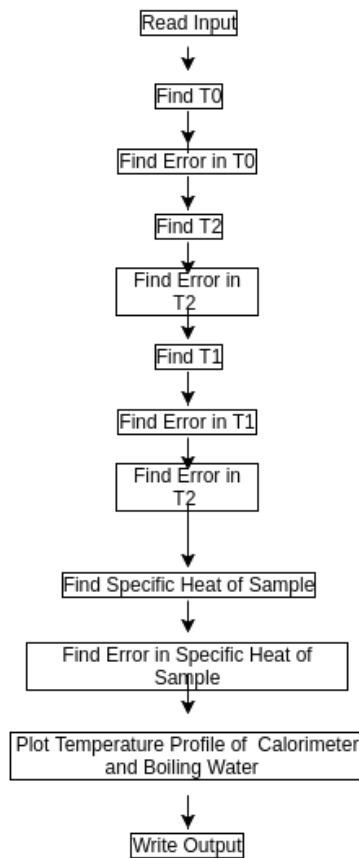 Read Input
Find T0
Find Error in T0
Find T2
Find Error in
T2
Find T1
Find Error in T1
Find Error in
T2
Find Specific Heat of Sample
Find Error in Specific Heat of
Sample
Plot Temperature Profile of Calorimeter
and Boiling Water
Write Output